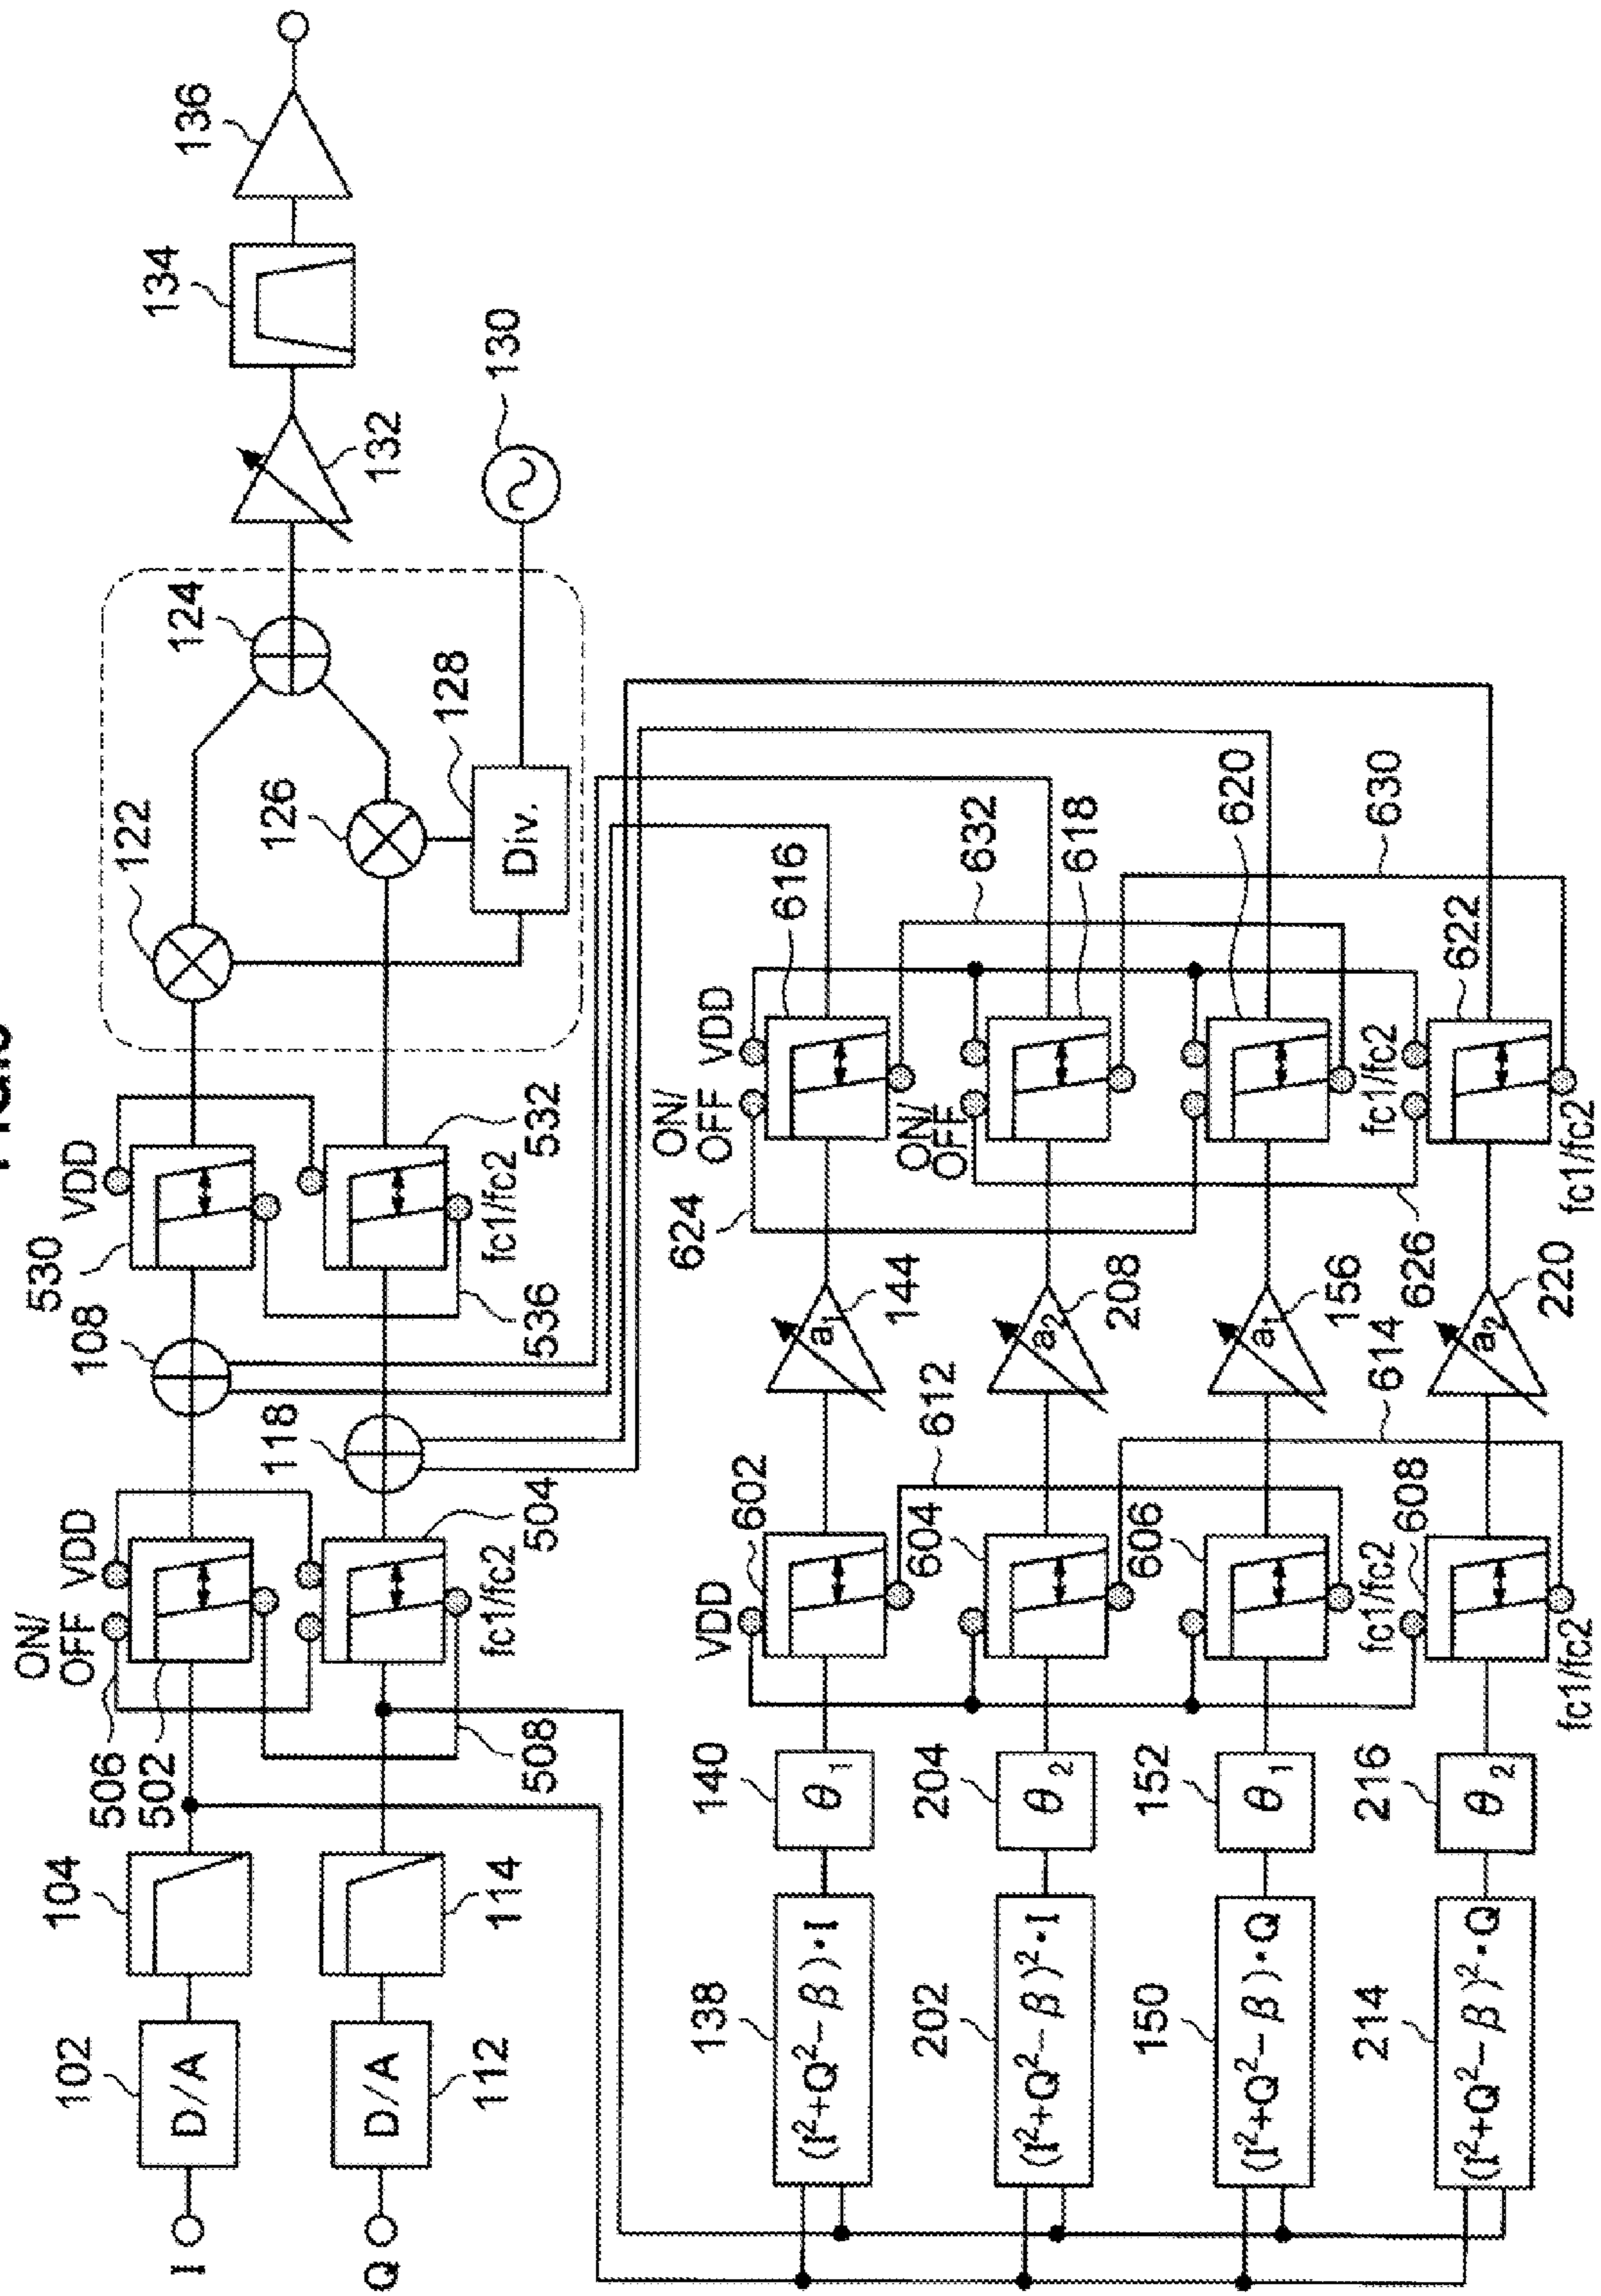 136
134
130
132
124
128
122
126
Div.
VDD
530
532
fc1/fc2
108
536
118
ON/
OFF VDD
504
fc1/fc2
506
502
508
104
114
102
D/A
D/A
112
I
Q
616
632
618
620
630
622
ON/
OFF VDD
ON/
OFF
fc1/fc2
fc1/fc2
624
626
a1 144
a2 208
a1 156
a2 220
612
614
602
604
606
608
VDD
fc1/fc2
fc1/fc2
140 θ1
204 θ2
152 θ1
216 θ2
138 (I²+Q²−β)·I
202 (I²+Q²−β)²·I
150 (I²+Q²−β)·Q
214 (I²+Q²−β)²·Q